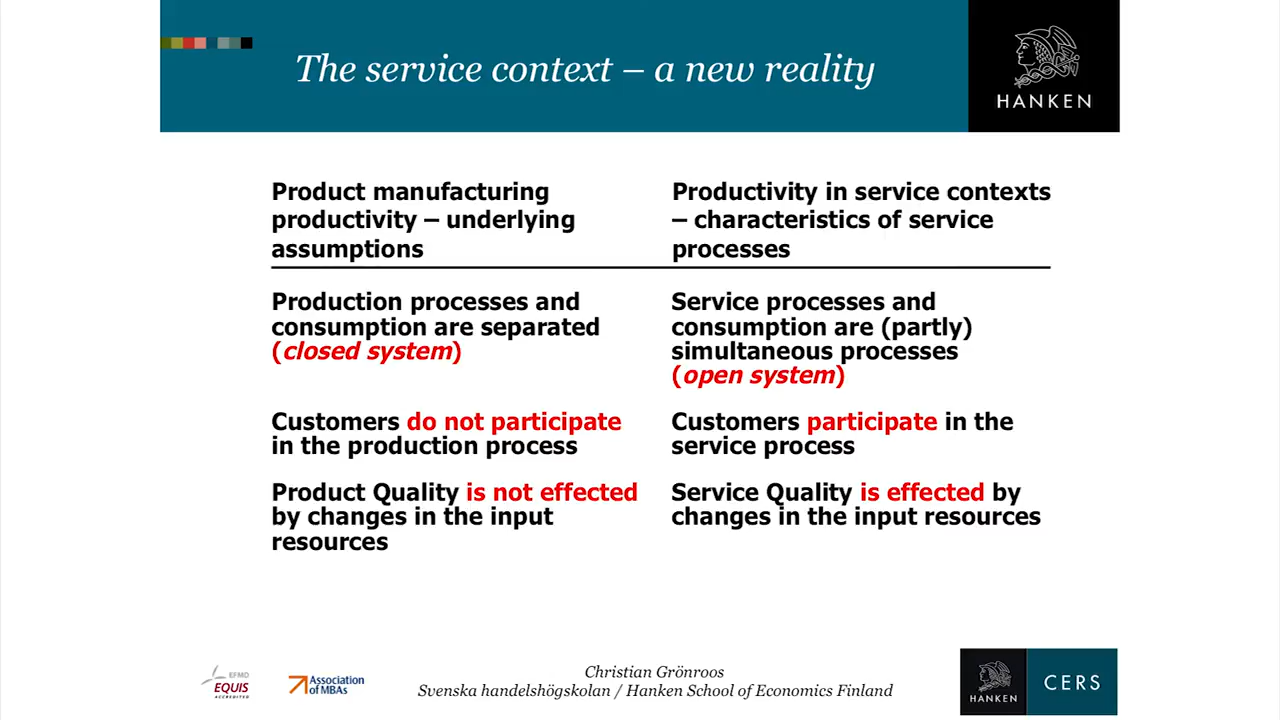 The service context – a new reality
HANKEN
Product manufacturing
productivity – underlying
assumptions
Productivity in service contexts
– characteristics of service
processes
Production processes and
consumption are separated
(closed system)
Service processes and
consumption are (partly)
simultaneous processes
(open system)
Customers do not participate
in the production process
Customers participate in the
service process
Product Quality is not effected
by changes in the input
resources
Service Quality is effected by
changes in the input resources
EFMD
EQUIS
ACCREDITED
Association
of MBAs
Christian Grönroos
Svenska handelshögskolan / Hanken School of Economics Finland
HANKEN
CERS